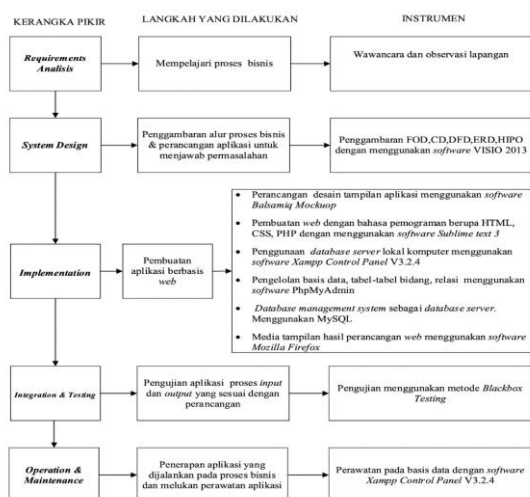 KERANGKA PIKIR
LANGKAH YANG DILAKUKAN
INSTRUMEN
Requirements
Analysis
Mempelajari proses bisnis
Wawancara dan observasi lapangan
System Design
Penggambaran alur proses bisnis
& perancangan aplikasi untuk
menjawab permasalahan
Penggambaran FOD,CD,DFD,ERD,HIPO
dengan menggunakan software VISIO 2013
Implementation
Pembuatan
aplikasi berbasis
web
• Perancangan desain tampilan aplikasi menggunakan software
Balsamiq Mockuop
• Pembuatan web dengan bahasa pemograman berupa HTML,
CSS, PHP dengan menggunakan software Sublime text 3
• Penggunaan database server lokal komputer menggunakan
software Xampp Control Panel V3.2.4
• Pengelolan basis data, tabel-tabel bidang, relasi menggunakan
software PhpMyAdmin
• Database management system sebagai database server.
Menggunakan MySQL
• Media tampilan hasil perancangan web menggunakan software
Mozilla Firefox
Integration & Testing
Pengujian aplikasi proses input
dan output yang sesuai dengan
perancangan
Pengujian menggunakan metode Blackbox
Testing
Operation &
Maintenance
Penerapan aplikasi yang
dijalankan pada proses bisnis
dan melukan perawatan aplikasi
Perawatan pada basis data dengan software
Xampp Control Panel V3.2.4